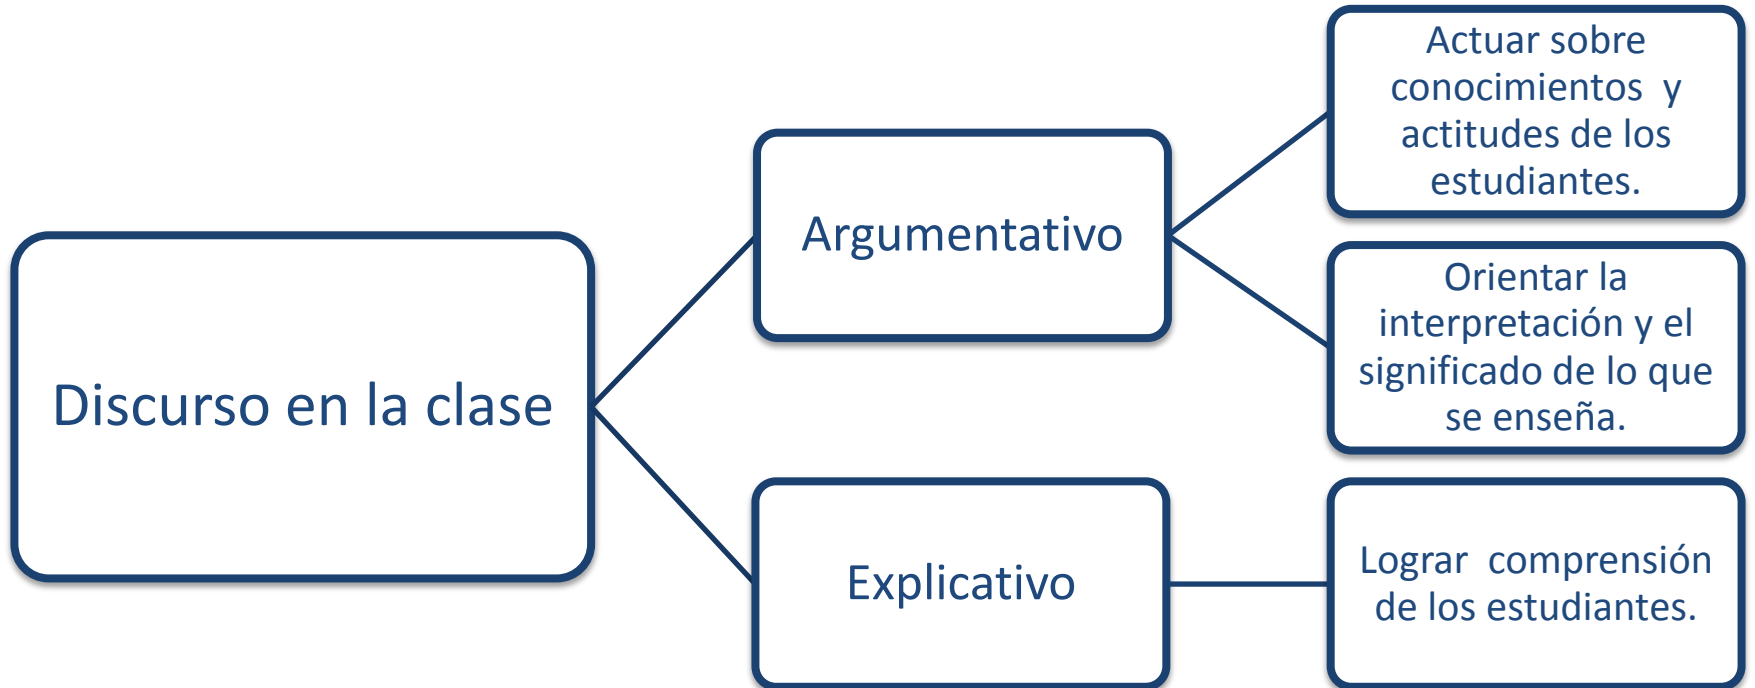 Discurso en la clase
Argumentativo
Actuar sobre
conocimientos y
actitudes de los
estudiantes.
Orientar la
interpretación y el
significado de lo que
se enseña.
Explicativo
Lograr comprensión
de los estudiantes.